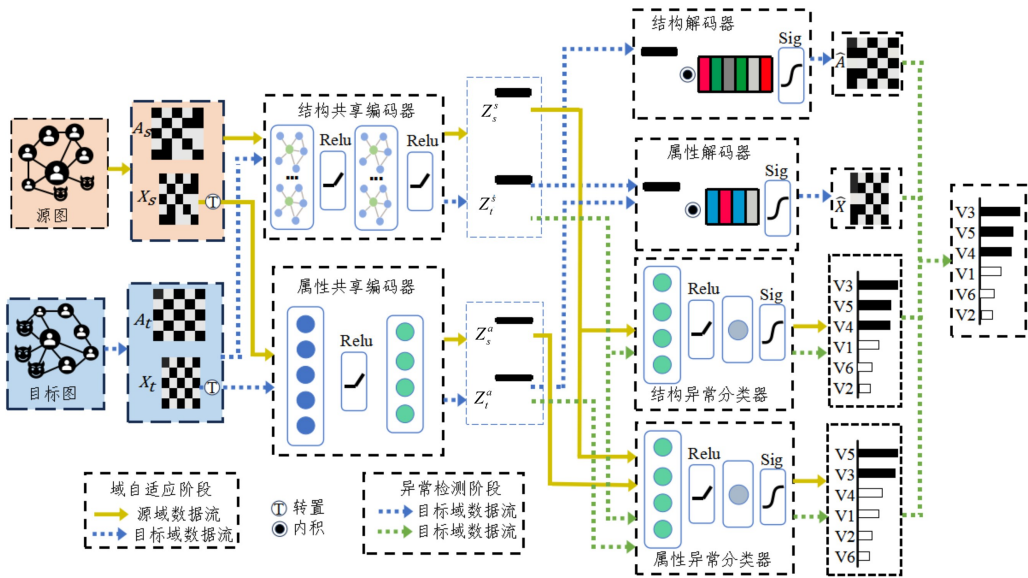 源图
A_s
X_s
T
目标图
A_t
X_t
T
结构共享编码器
Relu
Relu
...
...
属性共享编码器
Relu
Z_s^s
Z_t^s
Z_s^a
Z_t^a
结构解码器
Sig
Â
属性解码器
Sig
X̂
Relu
Sig
结构异常分类器
Relu
Sig
属性异常分类器
V3
V5
V4
V1
V6
V2
V5
V3
V4
V1
V2
V6
V3
V5
V4
V1
V6
V2
域自适应阶段
源域数据流
目标域数据流
T 转置
内积
异常检测阶段
目标域数据流
目标域数据流